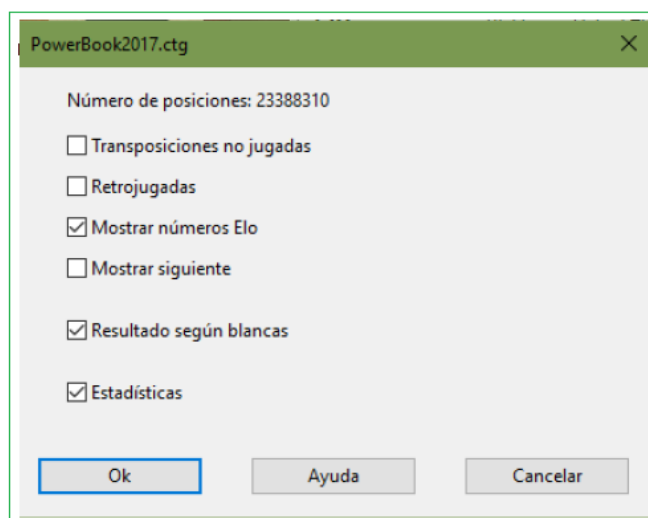 PowerBook2017.ctg
Número de posiciones: 23388310
Transposiciones no jugadas
Retrojugadas
Mostrar números Elo
Mostrar siguiente
Resultado según blancas
Estadísticas
Ok Ayuda Cancelar